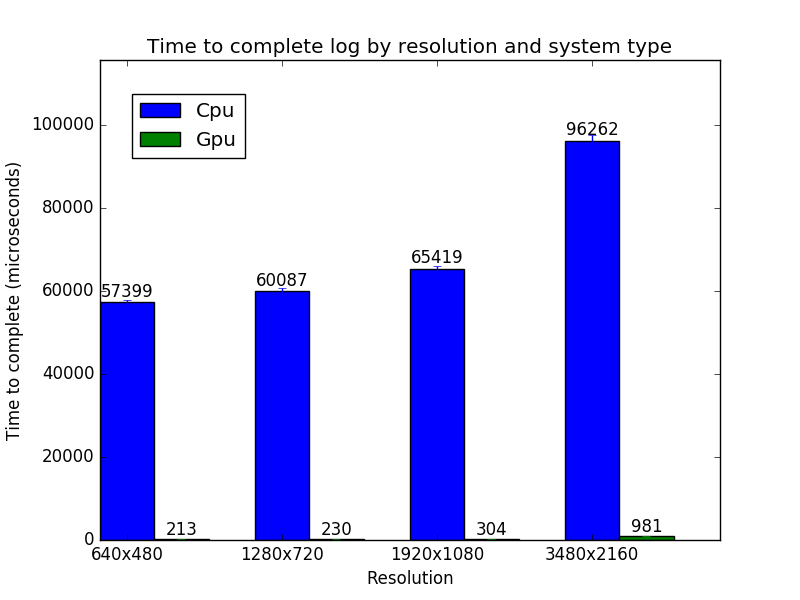 Time to complete log by resolution and system type
Cpu
Gpu
Time to complete (microseconds)
100000
80000
60000
40000
20000
0
57399
213
60087
230
65419
304
96262
981
640x480
1280x720
1920x1080
3480x2160
Resolution